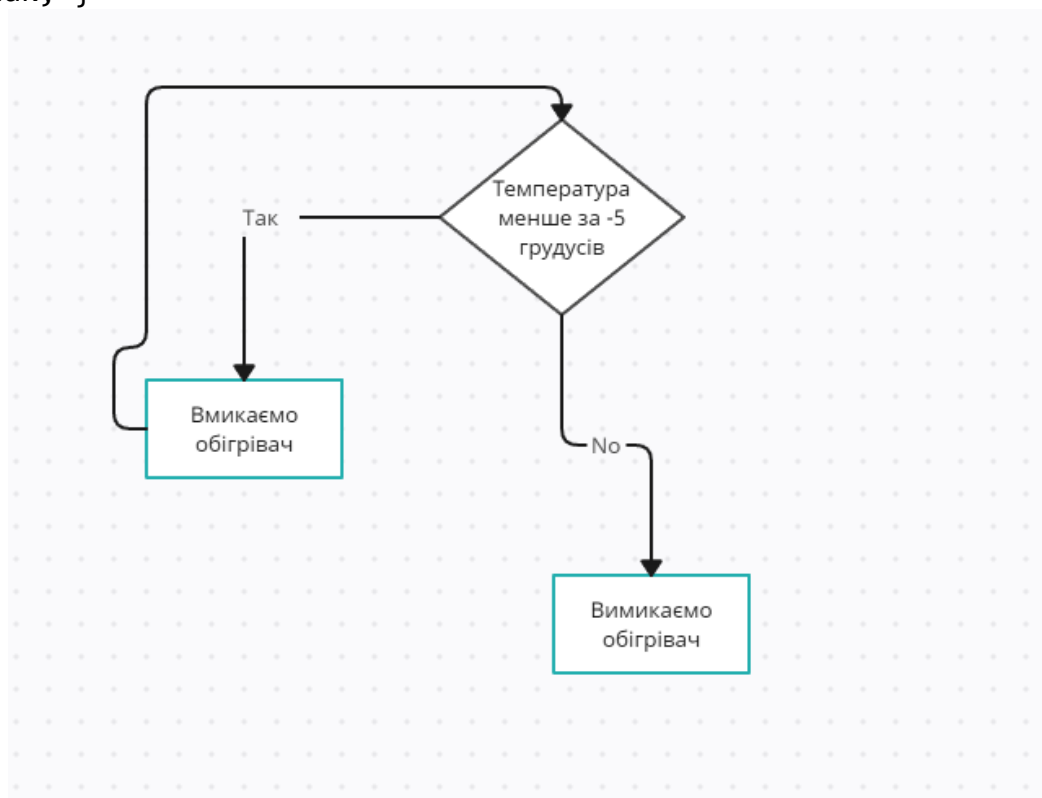 Температура
менше за -5
грудусів
Так
Вмикаємо
обігрівач
No
Вимикаємо
обігрівач